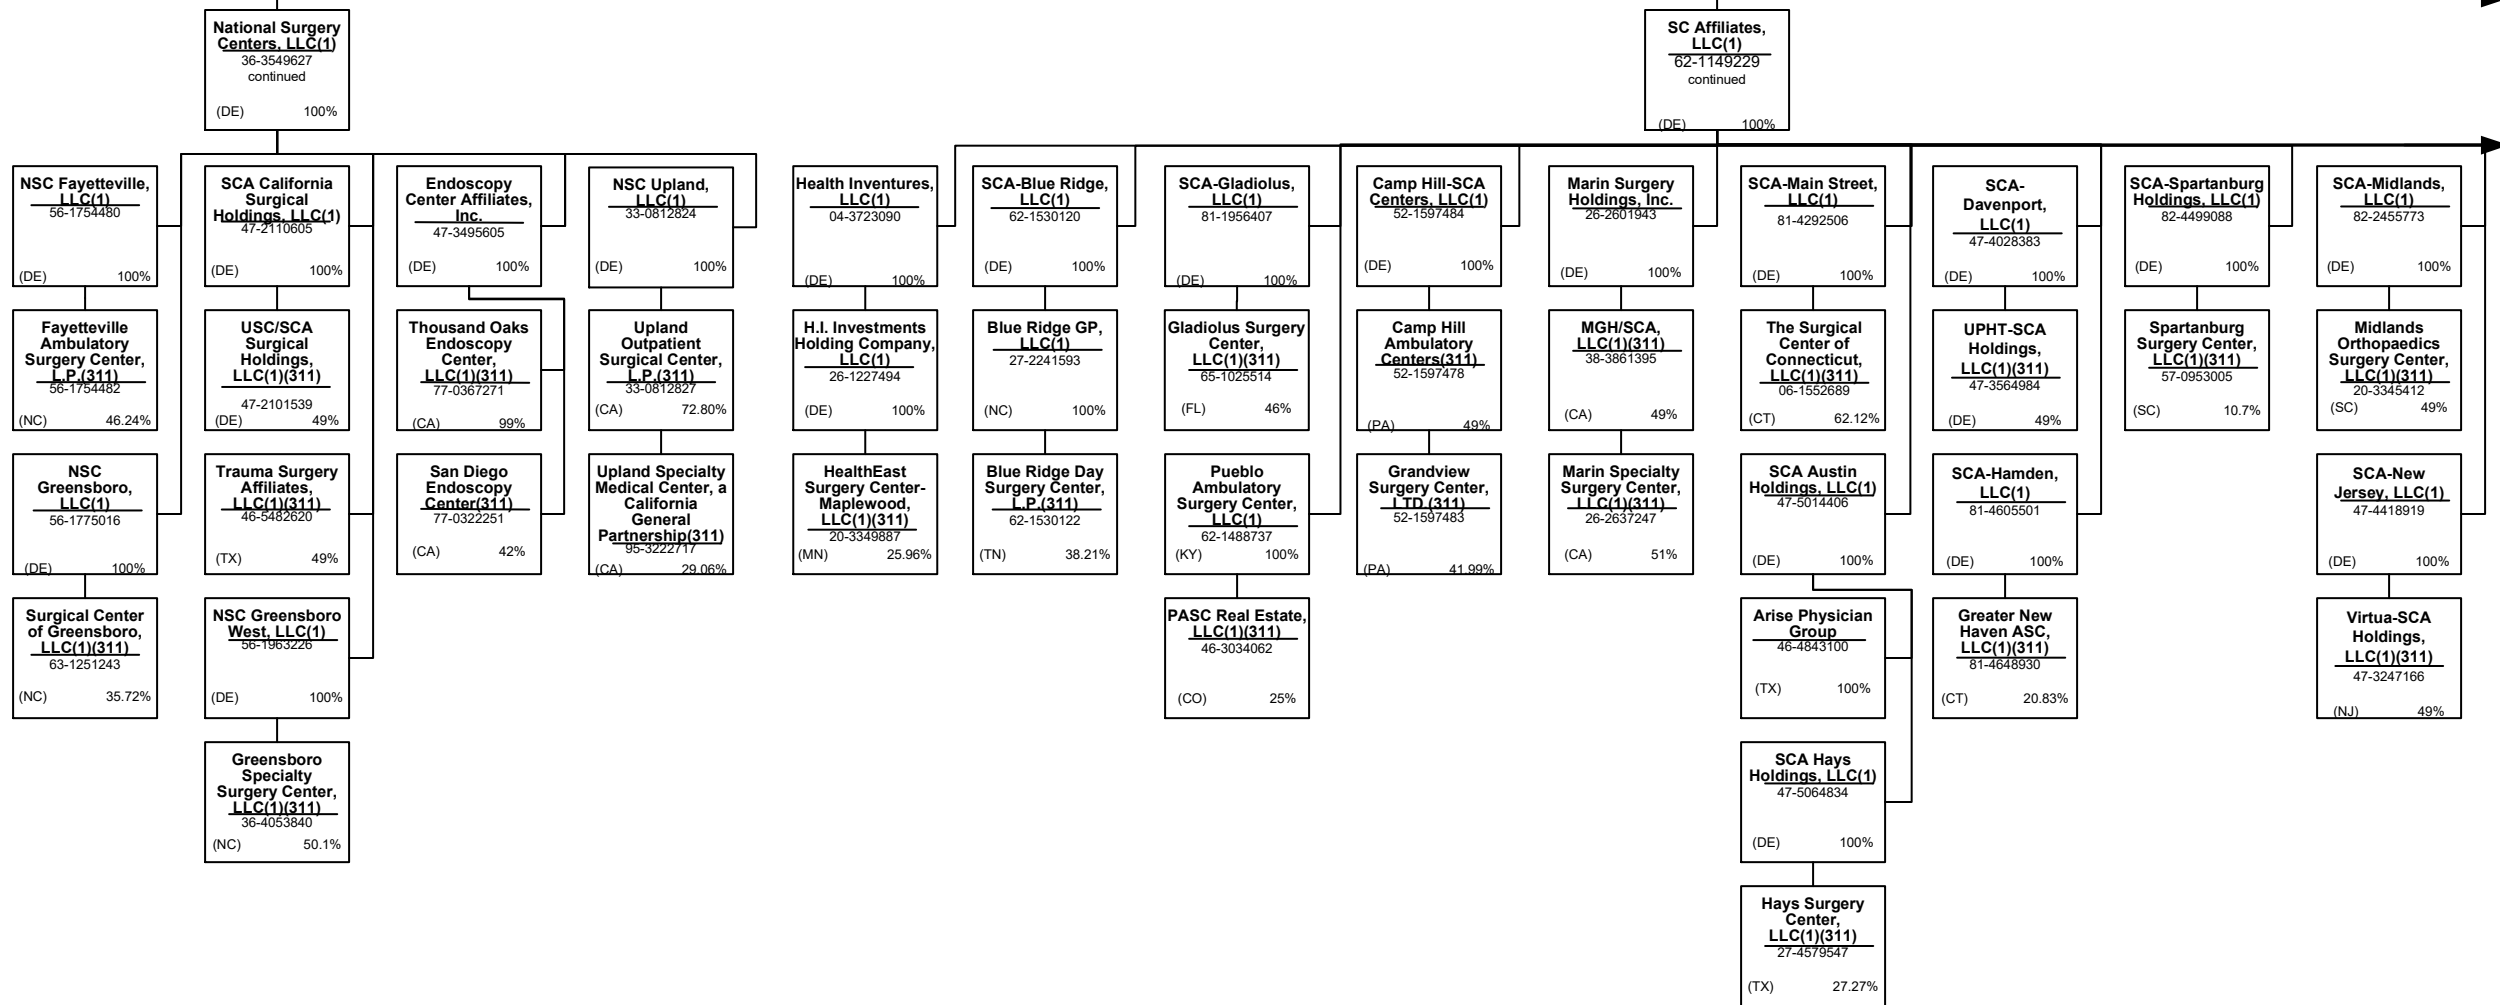 National Surgery
Centers, LLC(1)
36-3549627
continued
(DE) 100%
SC Affiliates,
LLC(1)
62-1149229
continued
(DE) 100%
NSC Fayetteville,
LLC(1)
56-1754480
(DE) 100%
SCA California
Surgical
Holdings, LLC(1)
47-2110605
(DE) 100%
Endoscopy
Center Affiliates,
Inc.
47-3495605
(DE) 100%
NSC Upland,
LLC(1)
33-0812824
(DE) 100%
Health Inventures,
LLC(1)
04-3723090
(DE) 100%
SCA-Blue Ridge,
LLC(1)
62-1530120
(DE) 100%
SCA-Gladiolus,
LLC(1)
81-1956407
(DE) 100%
Camp Hill-SCA
Centers, LLC(1)
52-1597484
(DE) 100%
Marin Surgery
Holdings, Inc.
26-2601943
(DE) 100%
SCA-Main Street,
LLC(1)
81-4292506
(DE) 100%
SCA-
Davenport,
LLC(1)
47-4028383
(DE) 100%
SCA-Spartanburg
Holdings, LLC(1)
82-4499088
(DE) 100%
SCA-Midlands,
LLC(1)
82-2455773
(DE) 100%
Fayetteville
Ambulatory
Surgery Center,
L.P.(311)
56-1754482
(NC) 46.24%
USC/SCA
Surgical
Holdings,
LLC(1)(311)
47-2101539
(DE) 49%
Thousand Oaks
Endoscopy
Center,
LLC(1)(311)
77-0367271
(CA) 99%
Upland
Outpatient
Surgical Center,
L.P.(311)
33-0812827
(CA) 72.80%
H.I. Investments
Holding Company,
LLC(1)
26-1227494
(DE) 100%
Blue Ridge GP,
LLC(1)
27-2241593
(NC) 100%
Gladiolus Surgery
Center,
LLC(1)(311)
65-1025514
(FL) 46%
Camp Hill
Ambulatory
Centers(311)
52-1597478
(PA) 49%
MGH/SCA,
LLC(1)(311)
38-3861395
(CA) 49%
The Surgical
Center of
Connecticut,
LLC(1)(311)
06-1552689
(CT) 62.12%
UPHT-SCA
Holdings,
LLC(1)(311)
47-3564984
(DE) 49%
Spartanburg
Surgery Center,
LLC(1)(311)
57-0953005
(SC) 10.7%
Midlands
Orthopaedics
Surgery Center,
LLC(1)(311)
20-3345412
(SC) 49%
NSC
Greensboro,
LLC(1)
56-1775016
(DE) 100%
Trauma Surgery
Affiliates,
LLC(1)(311)
46-5482620
(TX) 49%
San Diego
Endoscopy
Center(311)
77-0322251
(CA) 42%
Upland Specialty
Medical Center, a
California
General
Partnership(311)
95-3222717
(CA) 29.06%
HealthEast
Surgery Center-
Maplewood,
LLC(1)(311)
20-3349887
(MN) 25.96%
Blue Ridge Day
Surgery Center,
L.P.(311)
62-1530122
(TN) 38.21%
Pueblo
Ambulatory
Surgery Center,
LLC(1)
62-1488737
(KY) 100%
Grandview
Surgery Center,
LTD.(311)
52-1597483
(PA) 41.99%
Marin Specialty
Surgery Center,
LLC(1)(311)
26-2637247
(CA) 51%
SCA Austin
Holdings, LLC(1)
47-5014406
(DE) 100%
SCA-Hamden,
LLC(1)
81-4605501
(DE) 100%
SCA-New
Jersey, LLC(1)
47-4418919
(DE) 100%
Surgical Center
of Greensboro,
LLC(1)(311)
63-1251243
(NC) 35.72%
NSC Greensboro
West, LLC(1)
56-1963226
(DE) 100%
PASC Real Estate,
LLC(1)(311)
46-3034062
(CO) 25%
Arise Physician
Group
46-4843100
(TX) 100%
Greater New
Haven ASC,
LLC(1)(311)
81-4648930
(CT) 20.83%
Virtua-SCA
Holdings,
LLC(1)(311)
47-3247166
(NJ) 49%
Greensboro
Specialty
Surgery Center,
LLC(1)(311)
36-4053840
(NC) 50.1%
SCA Hays
Holdings, LLC(1)
47-5064834
(DE) 100%
Hays Surgery
Center,
LLC(1)(311)
27-4579547
(TX) 27.27%